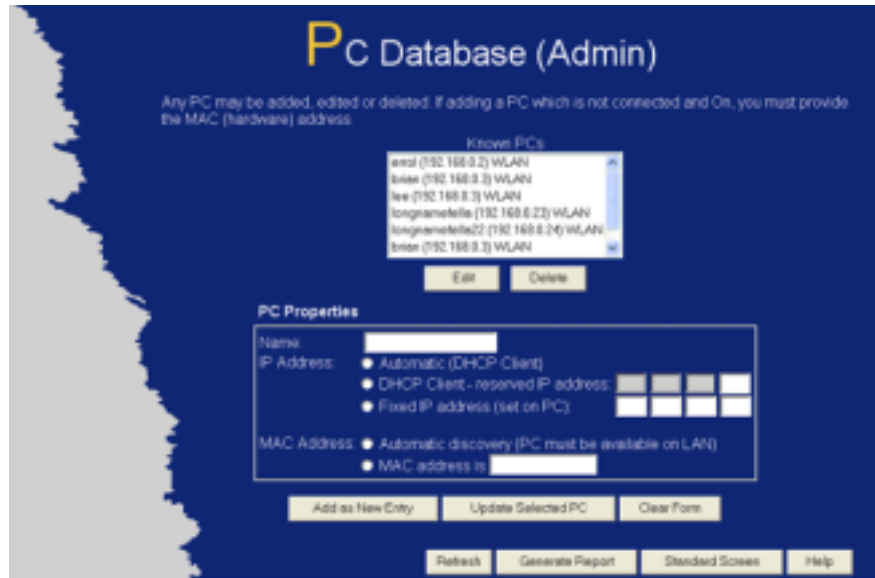 PC Database (Admin)
Any PC may be added, edited or deleted. If adding a PC which is not connected and On, you must provide
the MAC (hardware) address
Known PCs
errol (192.168.0.2) WLAN
brian (192.168.0.3) WLAN
lee (192.168.0.3) WLAN
longnamefella (192.168.0.23) WLAN
longnamefella22 (192.168.0.24) WLAN
brian (192.168.0.3) WLAN
Edit Delete
PC Properties
Name:
IP Address: Automatic (DHCP Client)
DHCP Client - reserved IP address:
Fixed IP address (set on PC):
MAC Address: Automatic discovery (PC must be available on LAN)
MAC address is
Add as New Entry Update Selected PC Clear Form
Refresh Generate Report Standard Screen Help